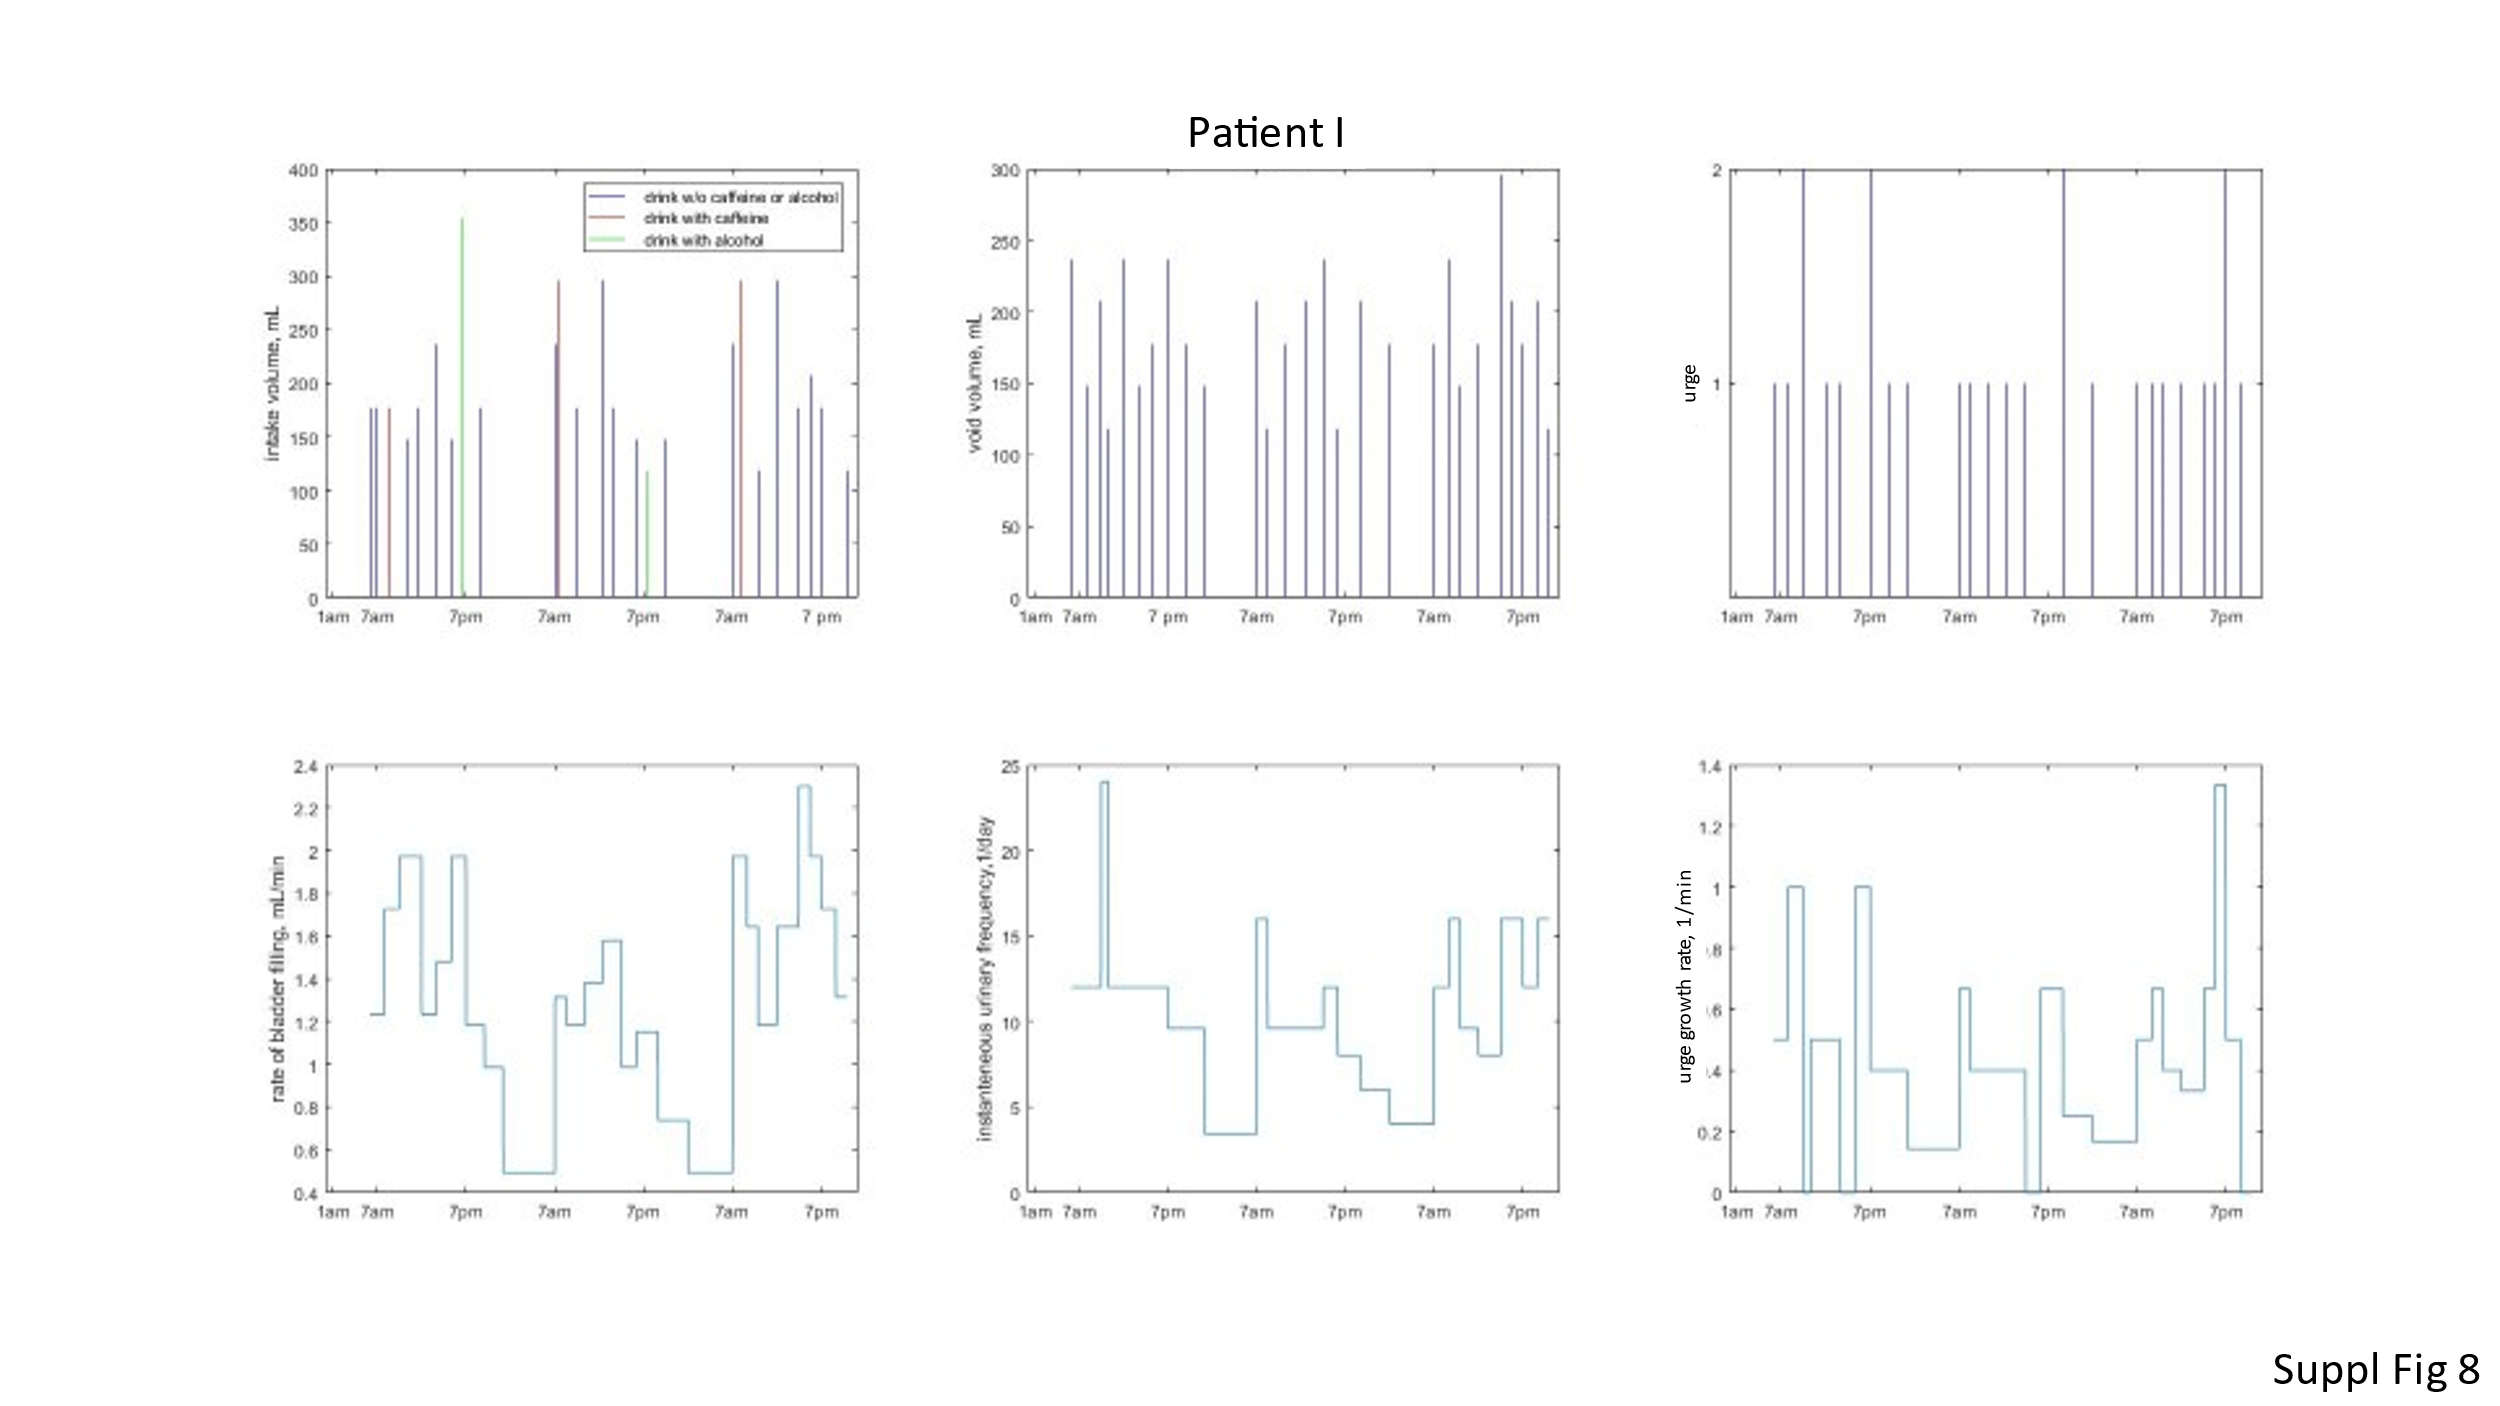 Patient I
400
350
300
250
200
150
100
50
0
intake volume, mL
drink w/o caffeine or alcohol
drink with caffeine
drink with alcohol
1am 7am 7pm 7am 7pm 7am 7 pm
300
250
200
150
100
50
0
void volume, mL
1am 7am 7 pm 7am 7pm 7am 7pm
2
1
urge
1am 7am 7pm 7am 7pm 7am 7pm
2.4
2.2
2
1.8
1.6
1.4
1.2
1
0.8
0.6
0.4
rate of bladder filling, mL/min
1am 7am 7pm 7am 7pm 7am 7pm
25
20
15
10
5
0
instanteneous urinary frequency,1/day
1am 7am 7pm 7am 7pm 7am 7pm
1.4
1.2
1
.8
.6
.4
0.2
0
urge growth rate, 1/min
1am 7am 7pm 7am 7pm 7am 7pm
Suppl Fig 8